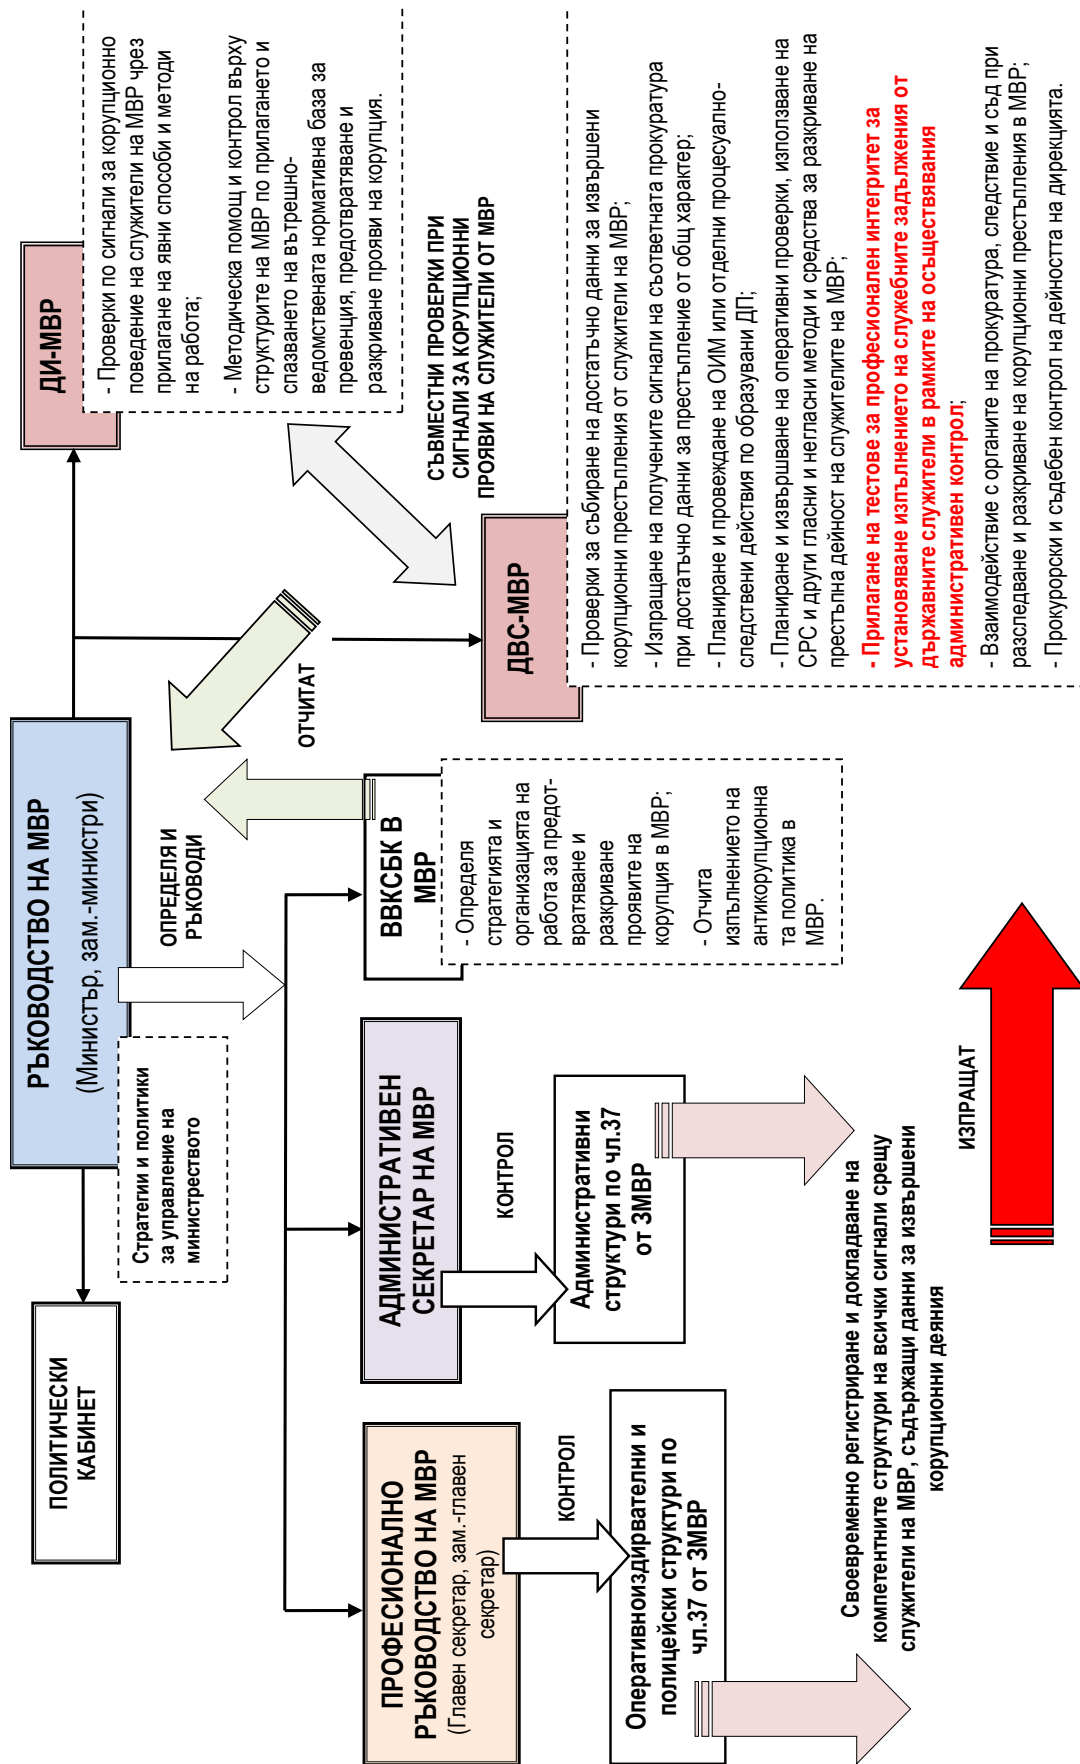 ПОЛИТИЧЕСКИ
КАБИНЕТ
РЪКОВОДСТВО НА МВР
(Министър, зам.-министри)
Стратегии и политики
за управление на
министреството
ОПРЕДЕЛЯ И
РЪКОВОДИ
ОТЧИТАТ
ДИ-МВР
- Проверки по сигнали за корупционно
поведение на служители на МВР чрез
прилагане на явни способи и методи
на работа;
- Методическа помощ и контрол върху
структурите на МВР по прилагането и
спазването на вътрешно-
ведомствената нормативна база за
превенция, предотвратяване и
разкриване прояви на корупция.
СЪВМЕСТНИ ПРОВЕРКИ ПРИ
СИГНАЛИ ЗА КОРУПЦИОННИ
ПРОЯВИ НА СЛУЖИТЕЛИ ОТ МВР
ПРОФЕСИОНАЛНО
РЪКОВОДСТВО НА МВР
(Главен секретар, зам.-главен
секретар)
КОНТРОЛ
Оперативноиздирвателни и
полицейски структури по
чл.37 от ЗМВР
АДМИНИСТРАТИВЕН
СЕКРЕТАР НА МВР
КОНТРОЛ
Административни
структури по чл.37
от ЗМВР
ВВКСБК В
МВР
- Определя
стратегията и
организацията на
работа за предот-
вратяване и
разкриване
проявите на
корупция в МВР;
- Отчита
изпълнението на
антикорупционна
та политика в
МВР.
ДВС-МВР
- Проверки за събиране на достатъчно данни за извършени
корупционни престъпления от служители на МВР;
- Изпращане на получените сигнали на съответната прокуратура
при достатъчно данни за престъпление от общ характер;
- Планиране и провеждане на ОИМ или отделни процесуално-
следствени действия по образувани ДП;
- Планиране и извършване на оперативни проверки, използване на
СРС и други гласни и негласни методи и средства за разкриване на
престъпна дейност на служителите на МВР;
- Прилагане на тестове за професионален интегритет за
установяване изпълнението на служебните задължения от
държавните служители в рамките на осъществявания
административен контрол;
- Взаимодействие с органите на прокуратура, следствие и съд при
разследване и разкриване на корупционни престъпления в МВР;
- Прокурорски и съдебен контрол на дейността на дирекцията.
Своевременно регистриране и докладване на
компетентните структури на всички сигнали срещу
служители на МВР, съдържащи данни за извършени
корупционни деяния
ИЗПРАЩАТ